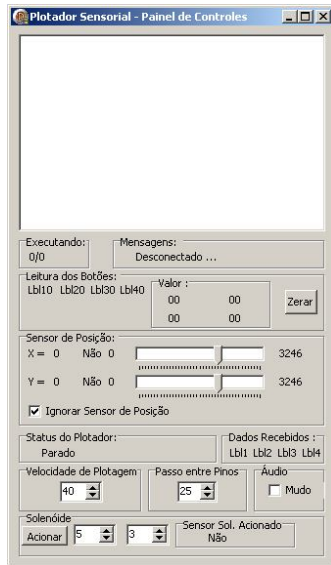 Plotador Sensorial - Painel de Controles
Executando:
0/0
Mensagens:
Desconectado ...
Leitura dos Botões:
Lbl10 Lbl20 Lbl30 Lbl40
Valor :
00 00
00 00
Zerar
Sensor de Posição:
X = 0 Não 0 3246
Y = 0 Não 0 3246
Ignorar Sensor de Posição
Status do Plotador:
Parado
Dados Recebidos :
Lbl1 Lbl2 Lbl3 Lbl4
Velocidade de Plotagem
40
Passo entre Pinos
25
Áudio
Mudo
Solenóide
Acionar 5 3
Sensor Sol. Acionado
Não